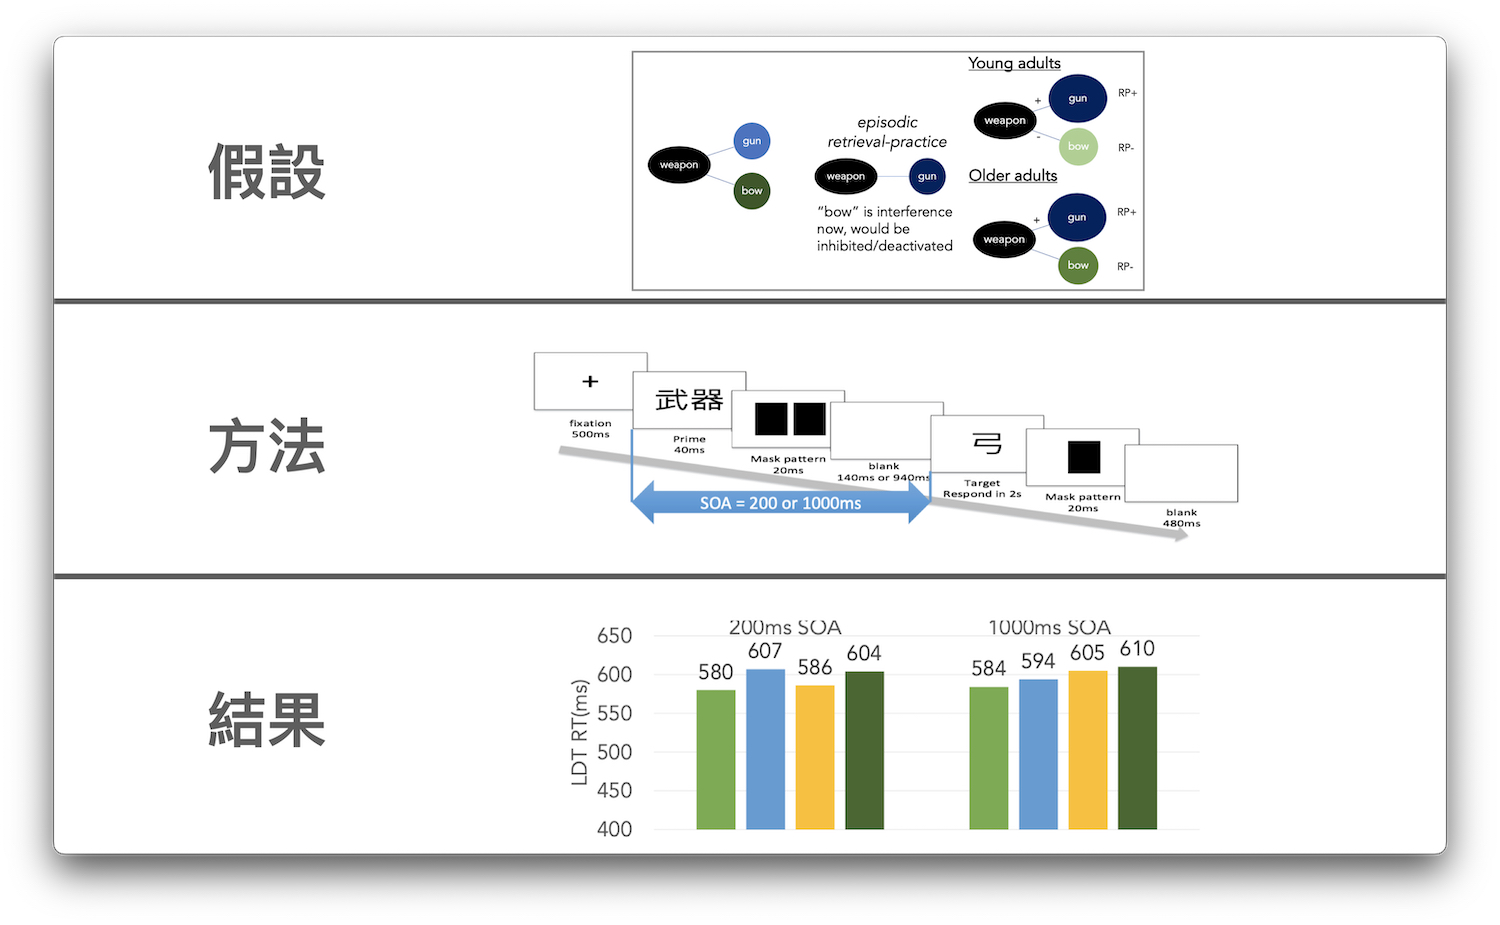 假設
weapon
gun
bow
episodic
retrieval-practice
weapon
gun
“bow” is interference
now, would be
inhibited/deactivated
Young adults
weapon
+
-
gun
bow
RP+
RP-
Older adults
weapon
+
gun
bow
RP+
RP-
方法
+
fixation
500ms
武器
Prime
40ms
Mask pattern
20ms
blank
140ms or 940ms
弓
Target
Respond in 2s
Mask pattern
20ms
blank
480ms
SOA = 200 or 1000ms
結果
LDT RT(ms)
650
600
550
500
450
400
200ms SOA
580
607
586
604
1000ms SOA
584
594
605
610